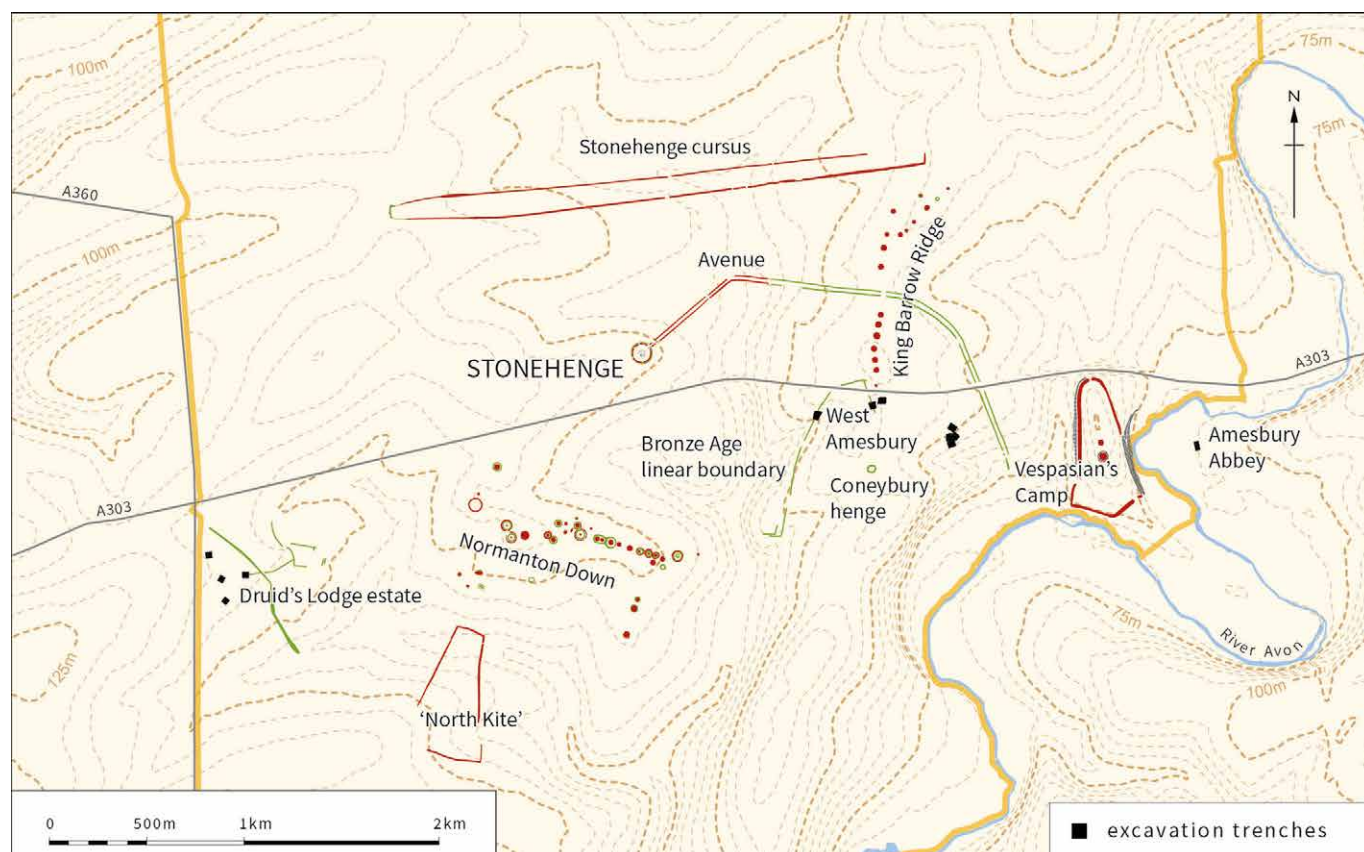 100m
75m
N
75m
Stonehenge cursus
A360
King Barrow Ridge
100m
Avenue
STONEHENGE
A303
West
Amesbury
Bronze Age
linear boundary
Amesbury
Abbey
Vespasian's
Camp
Coneybury
henge
A303
Normanton Down
Druid's Lodge estate
75m
River Avon
125m
100m
'North Kite'
0 500m 1km 2km
excavation trenches